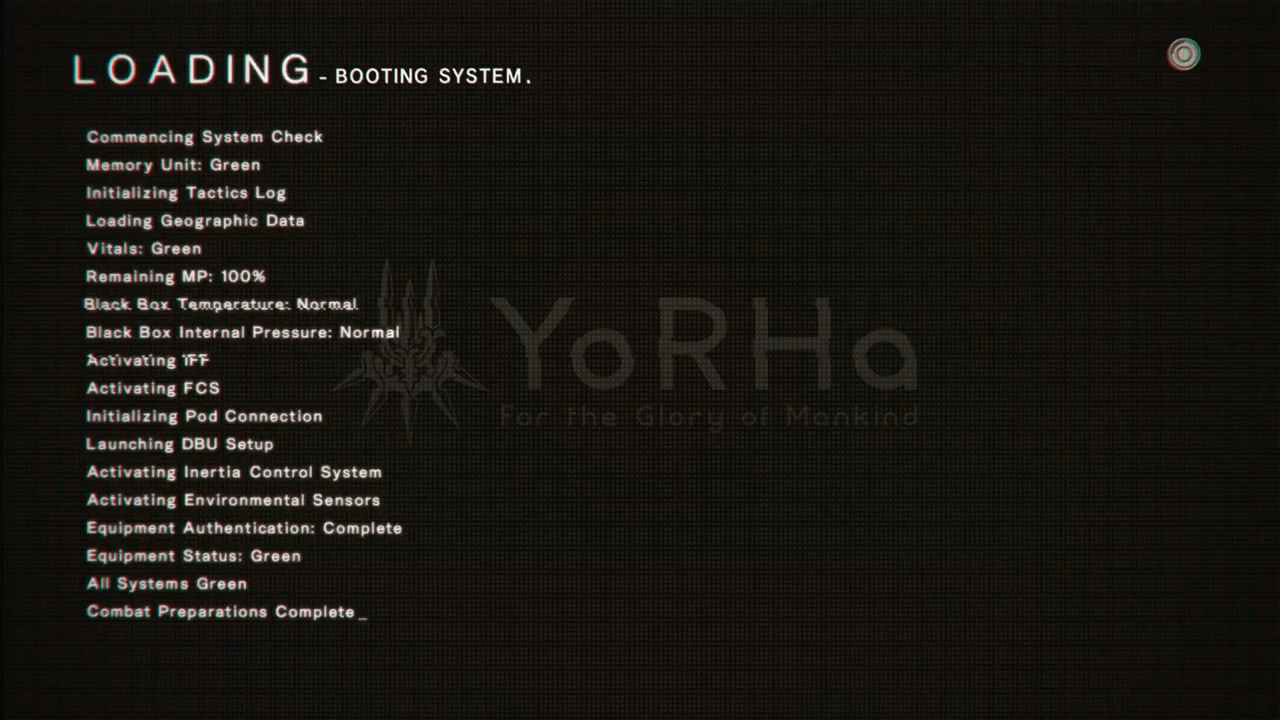 LOADING - BOOTING SYSTEM.
Commencing System Check
Memory Unit: Green
Initializing Tactics Log
Loading Geographic Data
Vitals: Green
Remaining MP: 100%
Black Box Temperature: Normal
Black Box Internal Pressure: Normal
Activating IFF
Activating FCS
Initializing Pod Connection
Launching DBU Setup
Activating Inertia Control System
Activating Environmental Sensors
Equipment Authentication: Complete
Equipment Status: Green
All Systems Green
Combat Preparations Complete_
YoRHa
For the Glory of Mankind